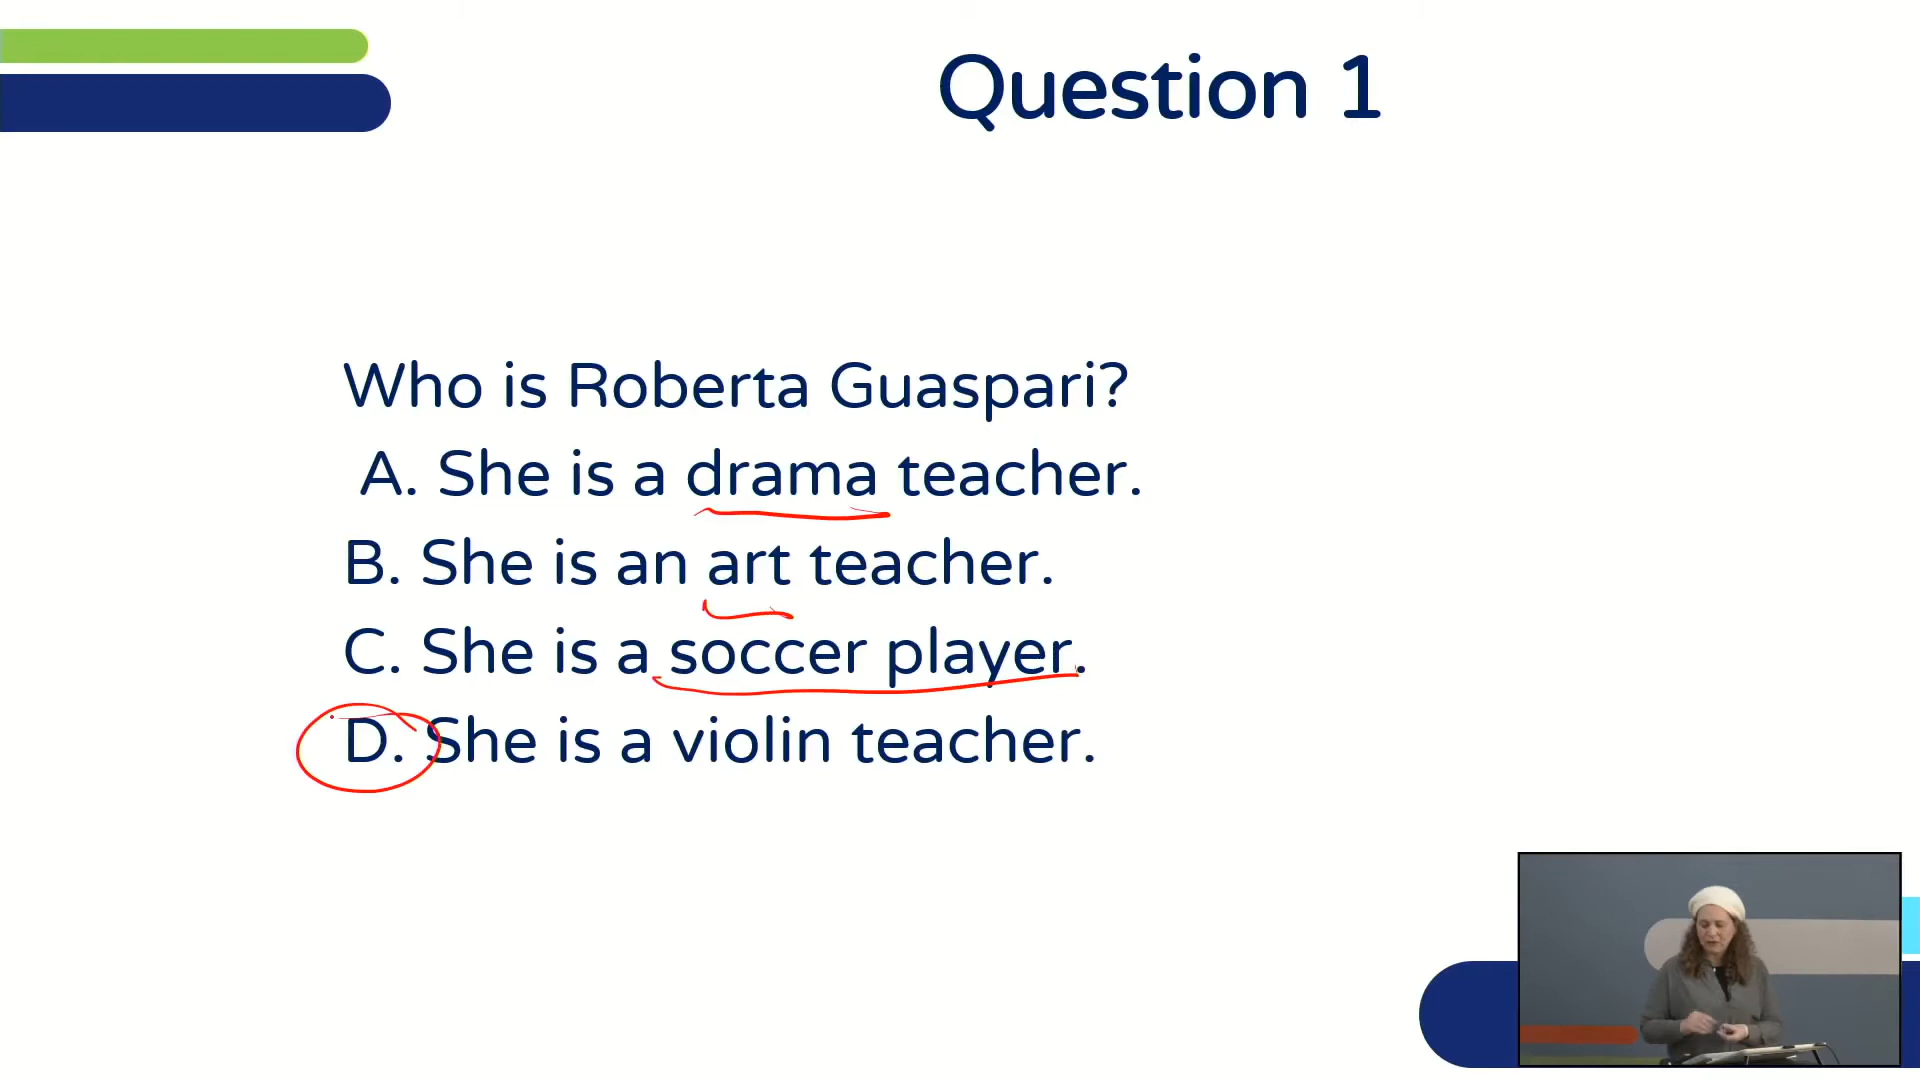 Question 1
Who is Roberta Guaspari?
A. She is a drama teacher.
B. She is an art teacher.
C. She is a soccer player.
D. She is a violin teacher.